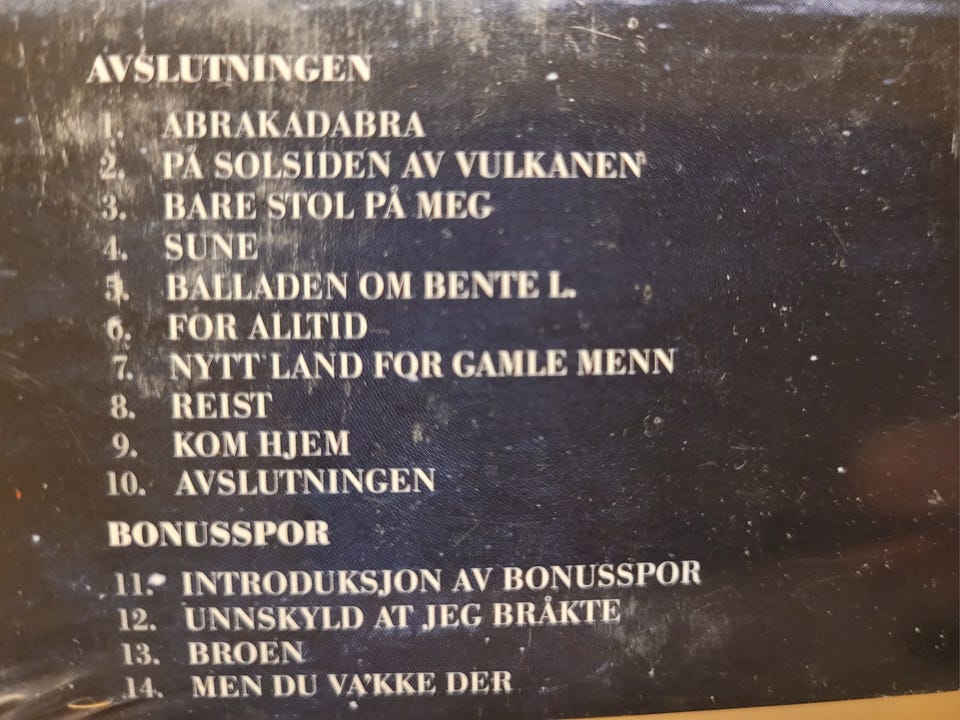 AVSLUTNINGEN
1. ABRAKADABRA
2. PÅ SOLSIDEN AV VULKANEN
3. BARE STOL PÅ MEG
4. SUNE
5. BALLADEN OM BENTE L.
6. FOR ALLTID
7. NYTT LAND FOR GAMLE MENN
8. REIST
9. KOM HJEM
10. AVSLUTNINGEN
BONUSSPOR
11. INTRODUKSJON AV BONUSSPOR
12. UNNSKYLD AT JEG BRÅKTE
13. BROEN
14. MEN DU VA'KKE DER